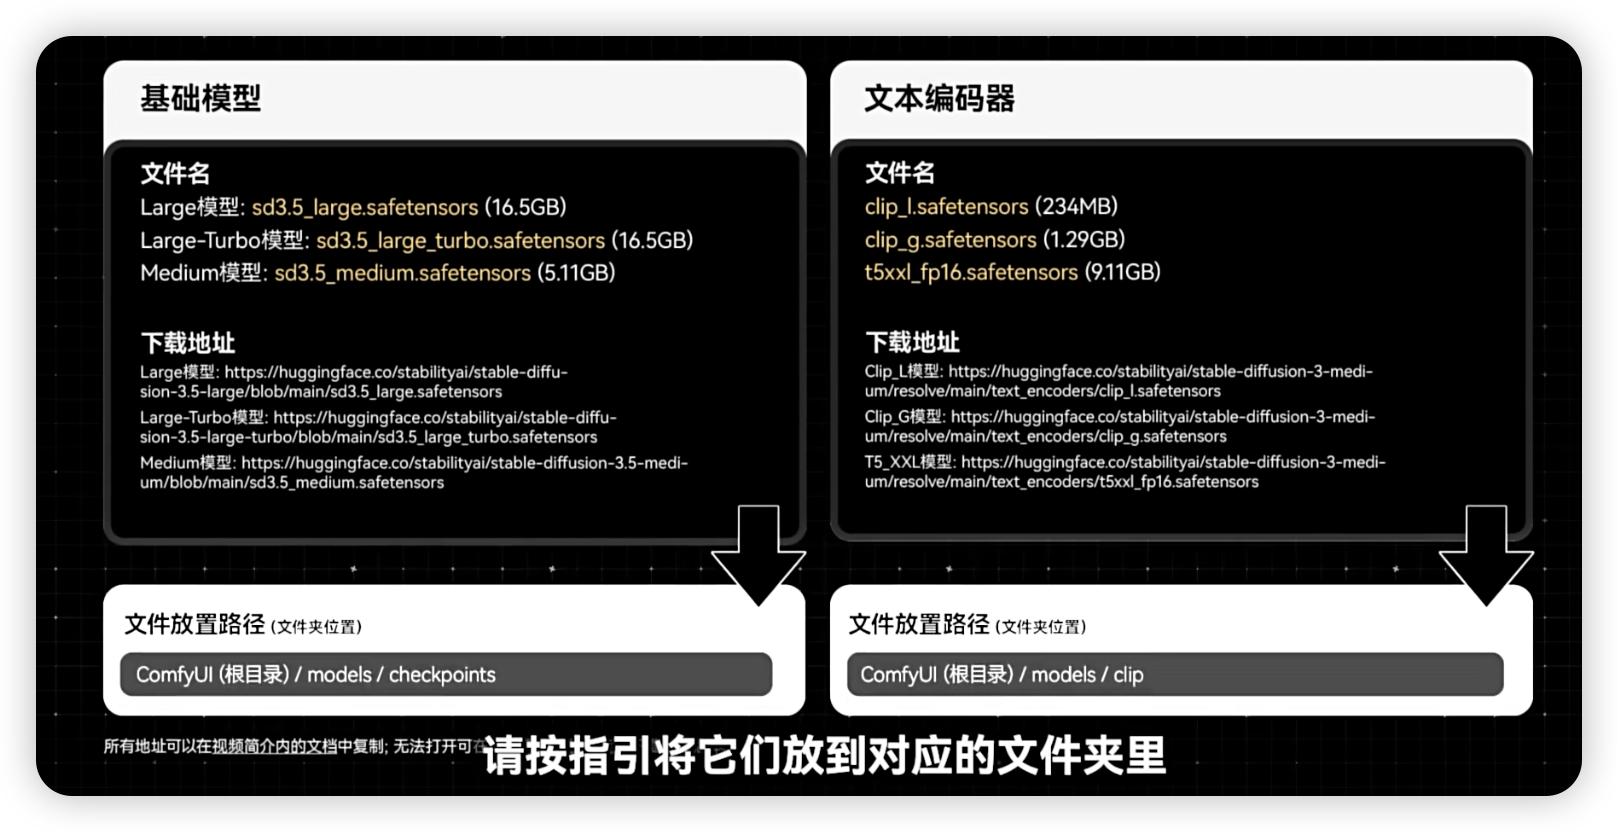 基础模型
文件名
Large模型: sd3.5_large.safetensors (16.5GB)
Large-Turbo模型: sd3.5_large_turbo.safetensors (16.5GB)
Medium模型: sd3.5_medium.safetensors (5.11GB)
下载地址
Large模型: https://huggingface.co/stabilityai/stable-diffu-
sion-3.5-large/blob/main/sd3.5_large.safetensors
Large-Turbo模型: https://huggingface.co/stabilityai/stable-diffu-
sion-3.5-large-turbo/blob/main/sd3.5_large_turbo.safetensors
Medium模型: https://huggingface.co/stabilityai/stable-diffusion-3.5-medi-
um/blob/main/sd3.5_medium.safetensors
文件放置路径 (文件夹位置)
ComfyUI (根目录) / models / checkpoints
文本编码器
文件名
clip_l.safetensors (234MB)
clip_g.safetensors (1.29GB)
t5xxl_fp16.safetensors (9.11GB)
下载地址
Clip_L模型: https://huggingface.co/stabilityai/stable-diffusion-3-medi-
um/resolve/main/text_encoders/clip_l.safetensors
Clip_G模型: https://huggingface.co/stabilityai/stable-diffusion-3-medi-
um/resolve/main/text_encoders/clip_g.safetensors
T5_XXL模型: https://huggingface.co/stabilityai/stable-diffusion-3-medi-
um/resolve/main/text_encoders/t5xxl_fp16.safetensors
文件放置路径 (文件夹位置)
ComfyUI (根目录) / models / clip
所有地址可以在视频简介内的文档中复制; 无法打开可在
请按指引将它们放到对应的文件夹里